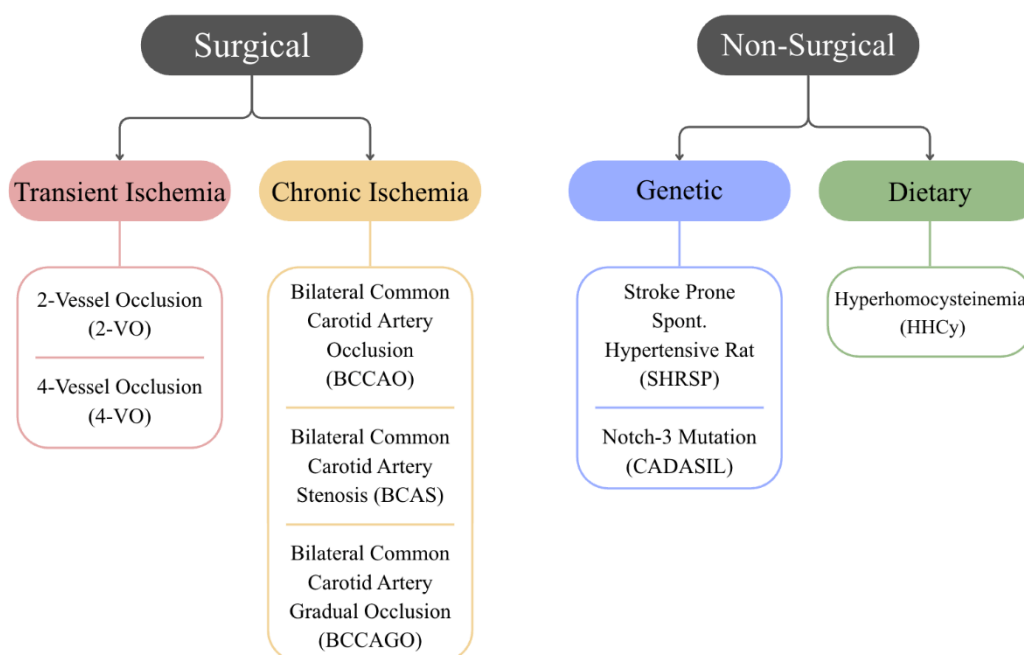 Surgical
Non-Surgical
Transient Ischemia
Chronic Ischemia
Genetic
Dietary
2-Vessel Occlusion
(2-VO)
4-Vessel Occlusion
(4-VO)
Bilateral Common
Carotid Artery
Occlusion
(BCCAO)
Bilateral Common
Carotid Artery
Stenosis (BCAS)
Bilateral Common
Carotid Artery
Gradual Occlusion
(BCCAGO)
Stroke Prone
Spont.
Hypertensive Rat
(SHRSP)
Notch-3 Mutation
(CADASIL)
Hyperhomocysteinemia
(HHCy)